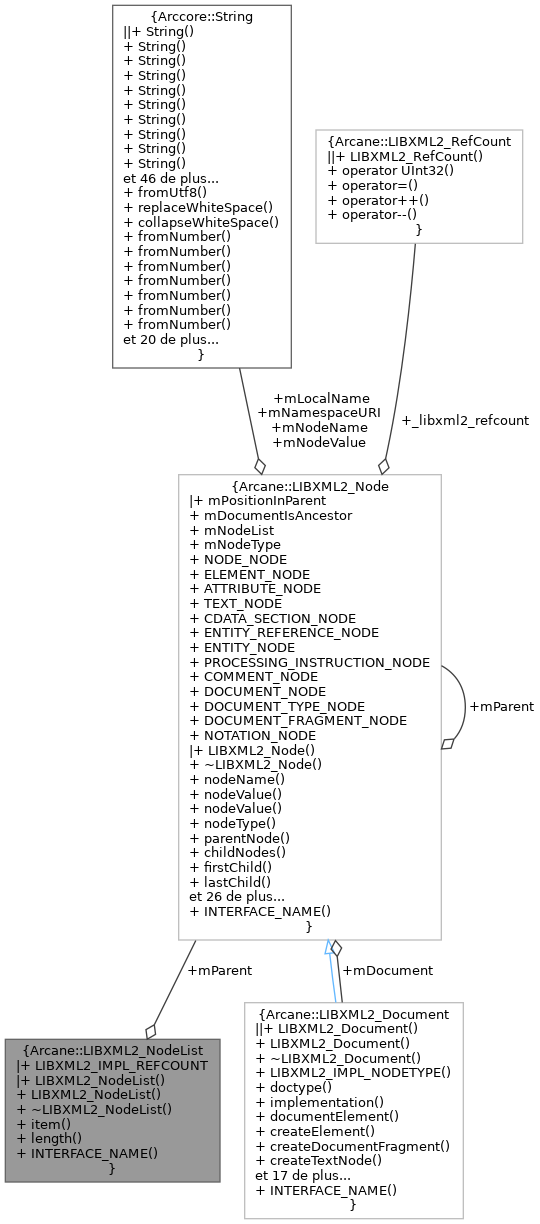 {Arccore::String
||+ String()
+ String()
+ String()
+ String()
+ String()
+ String()
+ String()
+ String()
+ String()
+ String()
et 46 de plus...
+ fromUtf8()
+ replaceWhiteSpace()
+ collapseWhiteSpace()
+ fromNumber()
+ fromNumber()
+ fromNumber()
+ fromNumber()
+ fromNumber()
+ fromNumber()
+ fromNumber()
et 20 de plus...
}
{Arcane::LIBXML2_RefCount
||+ LIBXML2_RefCount()
+ operator UInt32()
+ operator=()
+ operator++()
+ operator--()
}
+mLocalName
+mNamespaceURI
+mNodeName
+mNodeValue
+_libxml2_refcount
{Arcane::LIBXML2_Node
|+ mPositionInParent
+ mDocumentIsAncestor
+ mNodeList
+ mNodeType
+ NODE_NODE
+ ELEMENT_NODE
+ ATTRIBUTE_NODE
+ TEXT_NODE
+ CDATA_SECTION_NODE
+ ENTITY_REFERENCE_NODE
+ ENTITY_NODE
+ PROCESSING_INSTRUCTION_NODE
+ COMMENT_NODE
+ DOCUMENT_NODE
+ DOCUMENT_TYPE_NODE
+ DOCUMENT_FRAGMENT_NODE
+ NOTATION_NODE
|+ LIBXML2_Node()
+ ~LIBXML2_Node()
+ nodeName()
+ nodeValue()
+ nodeValue()
+ nodeType()
+ parentNode()
+ childNodes()
+ firstChild()
+ lastChild()
et 26 de plus...
+ INTERFACE_NAME()
}
+mParent
+mParent
+mDocument
{Arcane::LIBXML2_NodeList
|+ LIBXML2_IMPL_REFCOUNT
|+ LIBXML2_NodeList()
+ LIBXML2_NodeList()
+ ~LIBXML2_NodeList()
+ item()
+ length()
+ INTERFACE_NAME()
}
{Arcane::LIBXML2_Document
||+ LIBXML2_Document()
+ LIBXML2_Document()
+ ~LIBXML2_Document()
+ LIBXML2_IMPL_NODETYPE()
+ doctype()
+ implementation()
+ documentElement()
+ createElement()
+ createDocumentFragment()
+ createTextNode()
et 17 de plus...
+ INTERFACE_NAME()
}